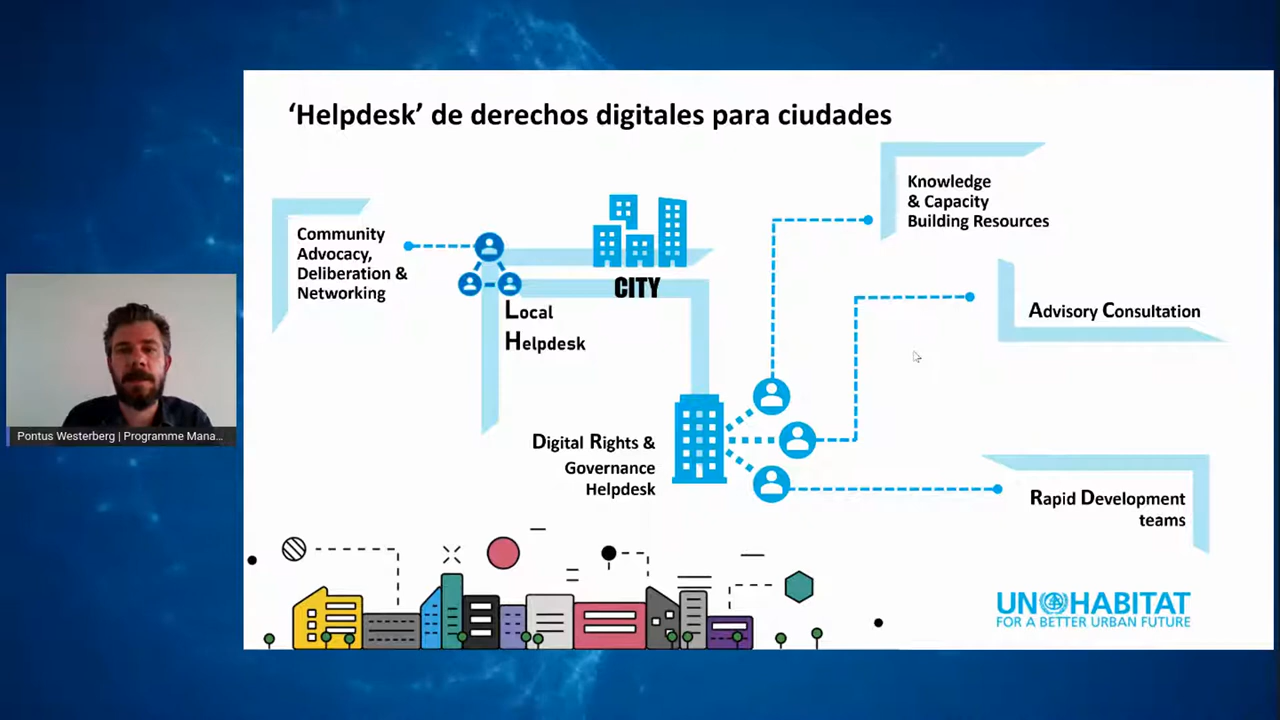 ‘Helpdesk’ de derechos digitales para ciudades
Community
Advocacy,
Deliberation &
Networking
CITY
Local
Helpdesk
Knowledge
& Capacity
Building Resources
Advisory Consultation
Digital Rights &
Governance
Helpdesk
Rapid Development
teams
Pontus Westerberg | Programme Mana...
UN HABITAT
FOR A BETTER URBAN FUTURE